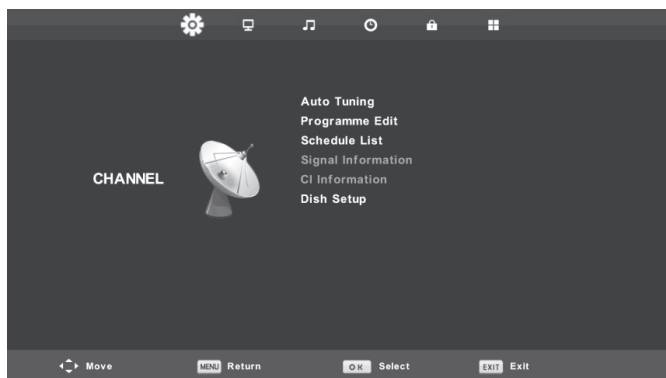 Auto Tuning
Programme Edit
Schedule List
Signal Information
CHANNEL
CI Information
Dish Setup
Move MENU Return OK Select EXIT Exit